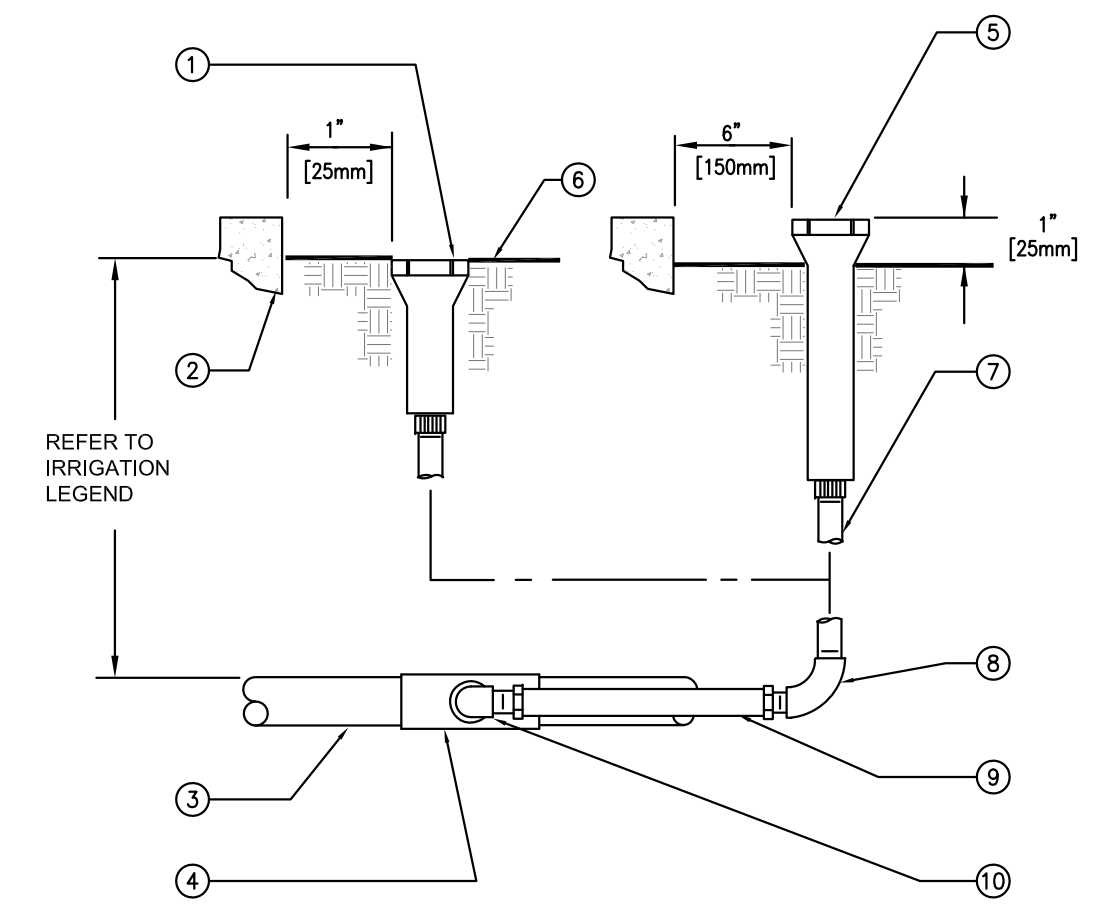 5
1
1”
[25mm]
6”
[150mm]
6
1”
[25mm]
2
7
REFER TO
IRRIGATION
LEGEND
8
9
3
4
10